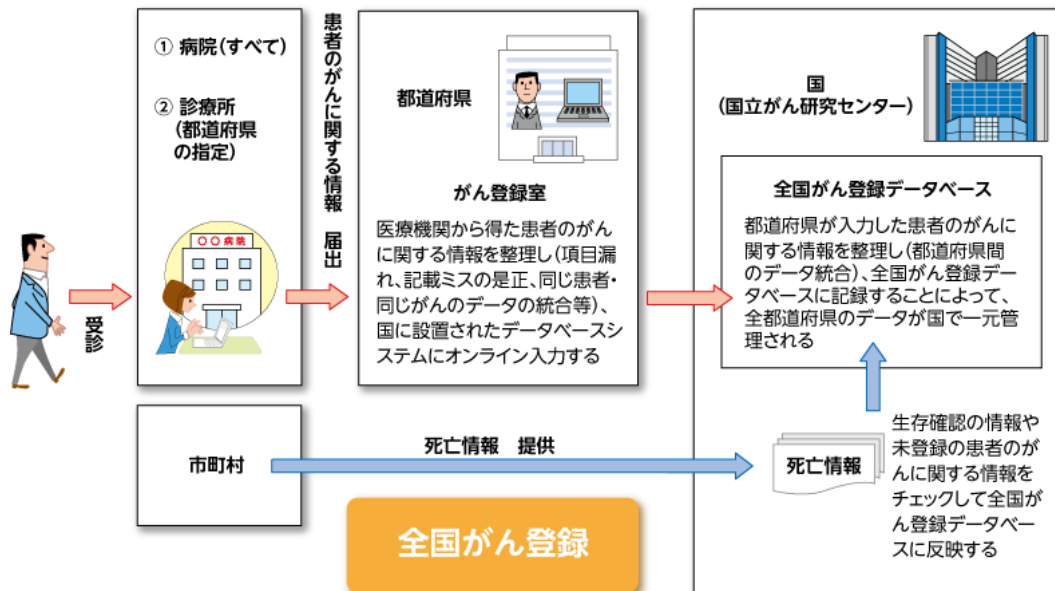 ① 病院(すべて)
② 診療所
(都道府県
の指定)
〇〇病院
受診
患者のがんに関する情報 届出
都道府県
がん登録室
医療機関から得た患者のがん
に関する情報を整理し(項目漏
れ、記載ミスの是正、同じ患者・
同じがんのデータの統合等)、
国に設置されたデータベースシ
ステムにオンライン入力する
国
(国立がん研究センター)
全国がん登録データベース
都道府県が入力した患者のがんに
関する情報を整理し(都道府県間
のデータ統合)、全国がん登録デー
タベースに記録することによって、
全都道府県のデータが国で一元管
理される
市町村
死亡情報 提供
死亡情報
生存確認の情報や
未登録の患者のが
んに関する情報を
チェックして全国が
ん登録データベー
スに反映する
全国がん登録